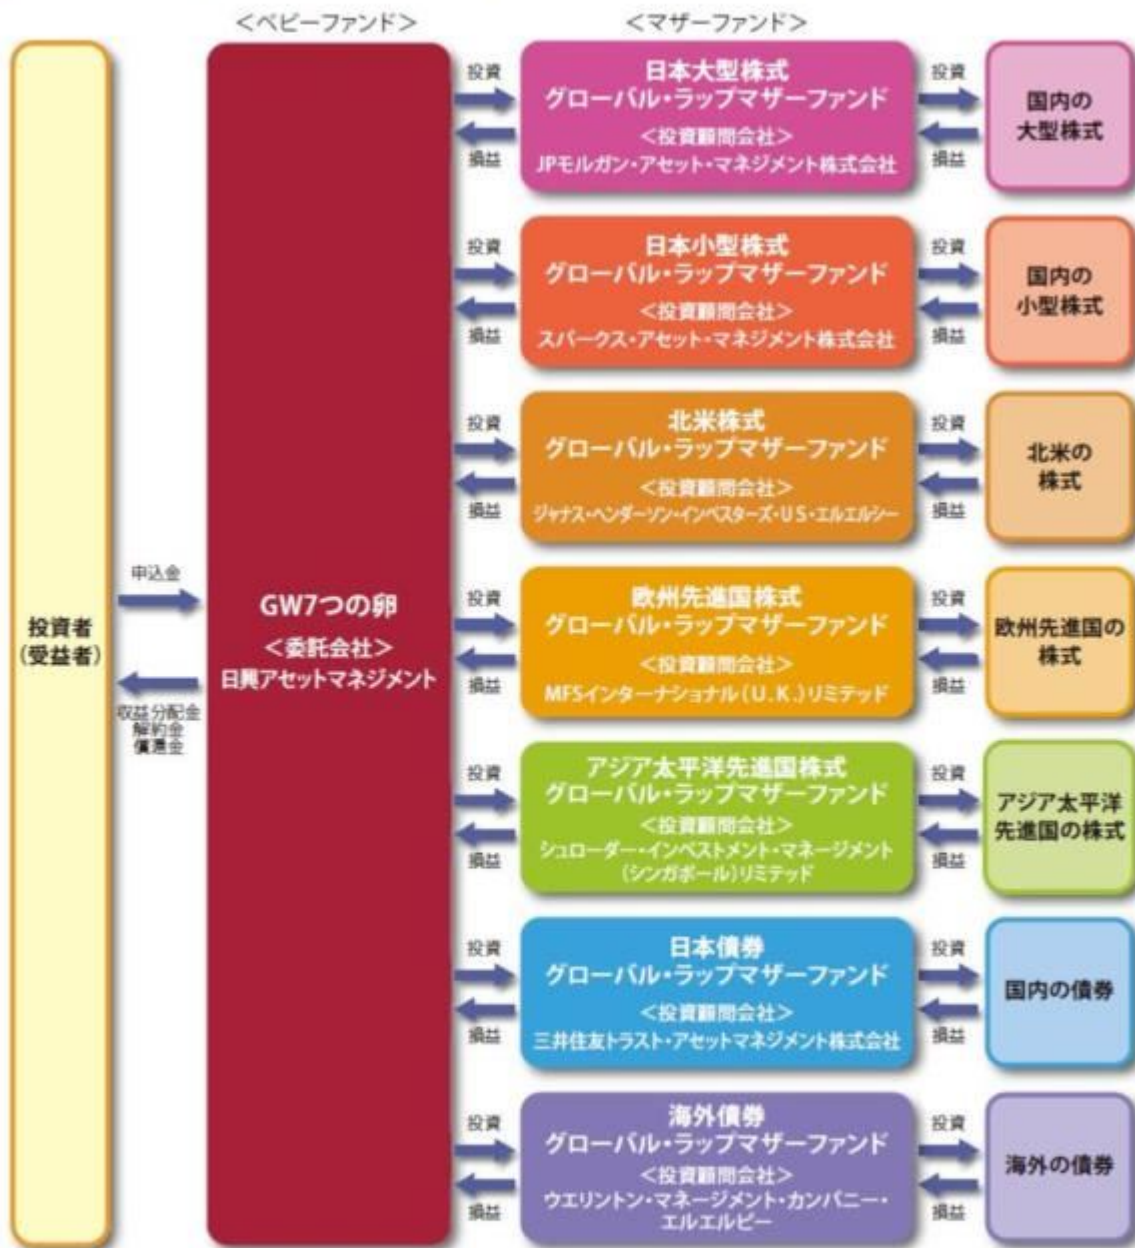 ＜ベビーファンド＞
＜マザーファンド＞
投資者
(受益者)
申込金
収益分配金
解約金
償還金
GW7つの卵
＜委託会社＞
日興アセットマネジメント
投資
損益
日本大型株式
グローバル・ラップマザーファンド
＜投資顧問会社＞
JPモルガン・アセット・マネジメント株式会社
投資
損益
国内の
大型株式
投資
損益
日本小型株式
グローバル・ラップマザーファンド
＜投資顧問会社＞
スパークス・アセット・マネジメント株式会社
投資
損益
国内の
小型株式
投資
損益
北米株式
グローバル・ラップマザーファンド
＜投資顧問会社＞
ジャナス・ヘンダーソン・インベスターズ・US・エルエルシー
投資
損益
北米の
株式
投資
損益
欧州先進国株式
グローバル・ラップマザーファンド
＜投資顧問会社＞
MFSインターナショナル(U.K.)リミテッド
投資
損益
欧州先進国の
株式
投資
損益
アジア太平洋先進国株式
グローバル・ラップマザーファンド
＜投資顧問会社＞
シュローダー・インベストメント・マネージメント
(シンガポール)リミテッド
投資
損益
アジア太平洋
先進国の株式
投資
損益
日本債券
グローバル・ラップマザーファンド
＜投資顧問会社＞
三井住友トラスト・アセットマネジメント株式会社
投資
損益
国内の債券
投資
損益
海外債券
グローバル・ラップマザーファンド
＜投資顧問会社＞
ウエリントン・マネージメント・カンパニー・
エルエルピー
投資
損益
海外の債券